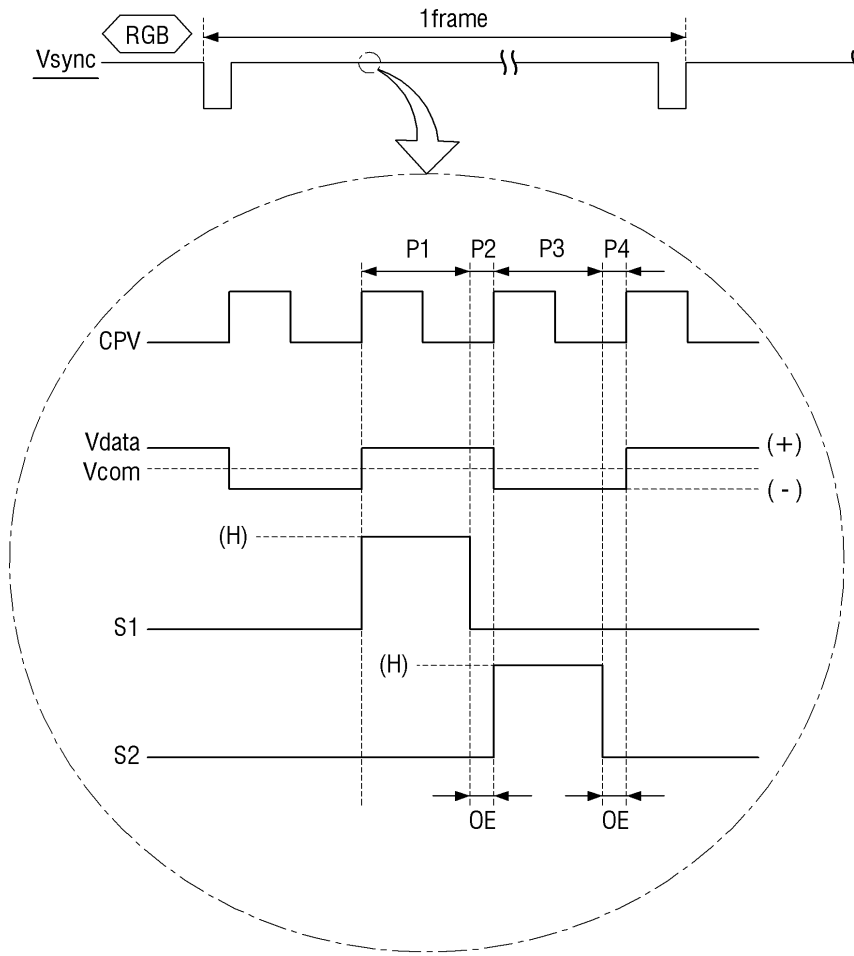 1frame
RGB
Vsync
P1 P2 P3 P4
CPV
Vdata (+)
Vcom
(-)
(H)
S1
(H)
S2
OE OE